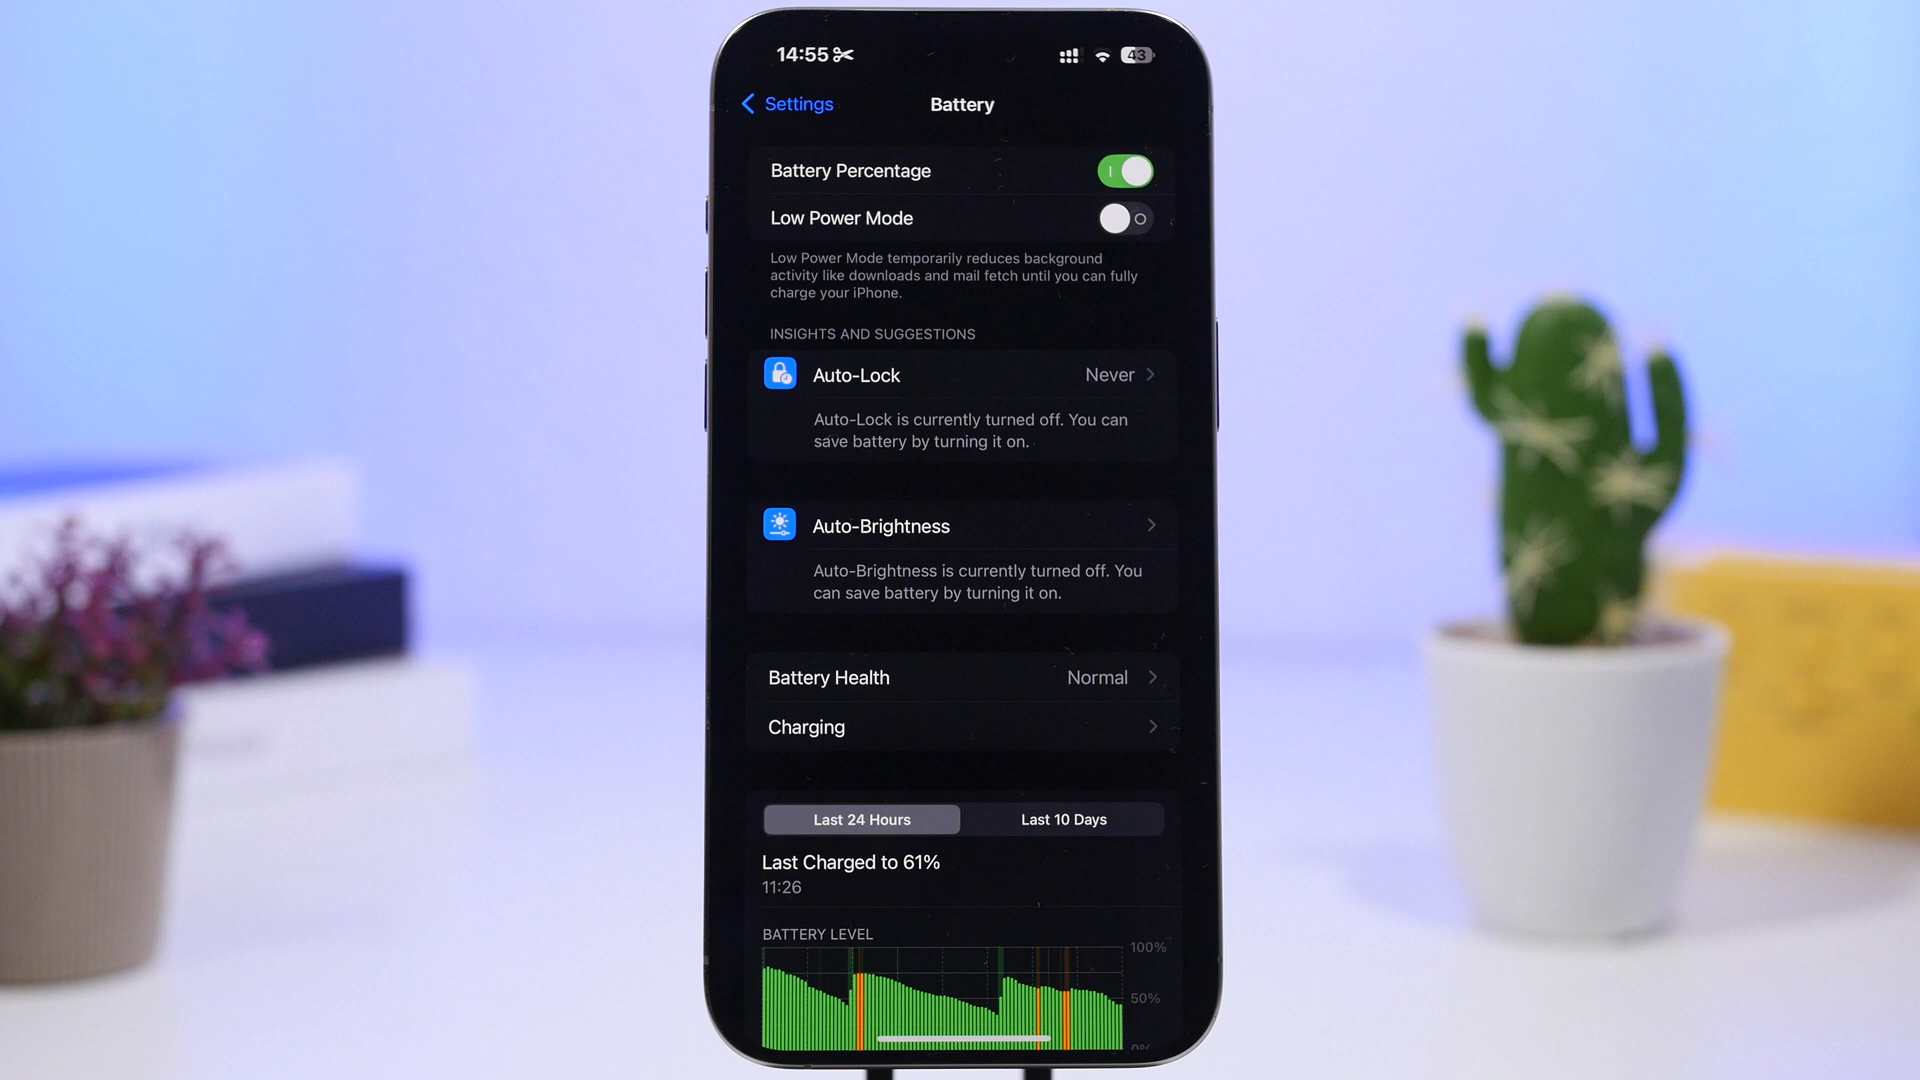 14:55
43
Settings
Battery
Battery Percentage
Low Power Mode
Low Power Mode temporarily reduces background
activity like downloads and mail fetch until you can fully
charge your iPhone.
INSIGHTS AND SUGGESTIONS
Auto-Lock
Never
Auto-Lock is currently turned off. You can
save battery by turning it on.
Auto-Brightness
Auto-Brightness is currently turned off. You
can save battery by turning it on.
Battery Health
Normal
Charging
Last 24 Hours
Last 10 Days
Last Charged to 61%
11:26
BATTERY LEVEL
100%
50%
0%